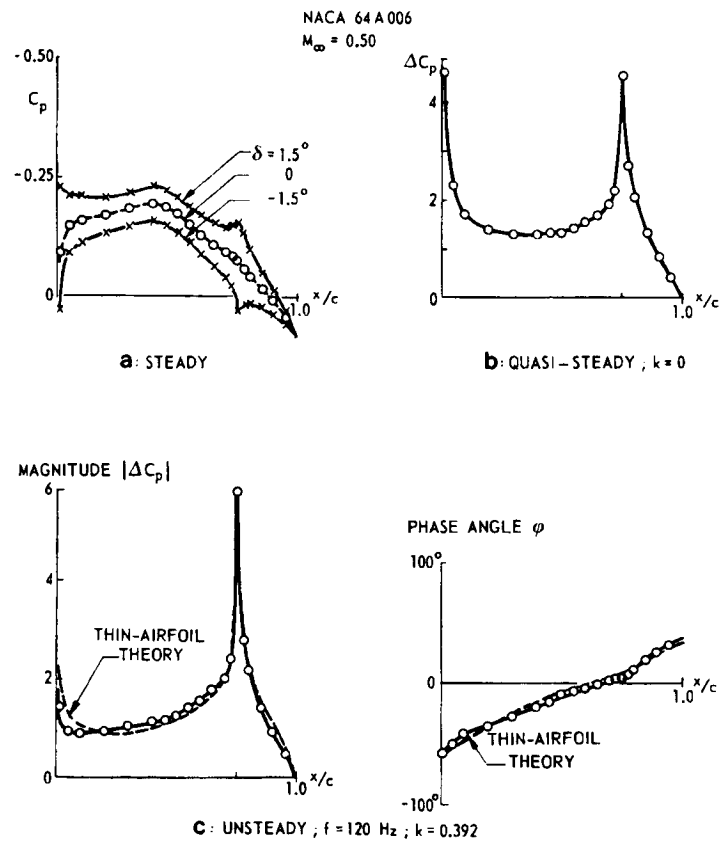 NACA 64 A 006
M∞ = 0.50
-0.50
Cp
-0.25
0
δ = 1.5°
0
-1.5°
1.0 x/c
a: STEADY
ΔCp
4
2
0
1.0 x/c
b: QUASI-STEADY ; k = 0
MAGNITUDE |ΔCp|
6
4
2
0
THIN-AIRFOIL
THEORY
1.0 x/c
PHASE ANGLE φ
100°
0
-100°
1.0 x/c
THIN-AIRFOIL
THEORY
C: UNSTEADY ; f = 120 Hz ; k = 0.392